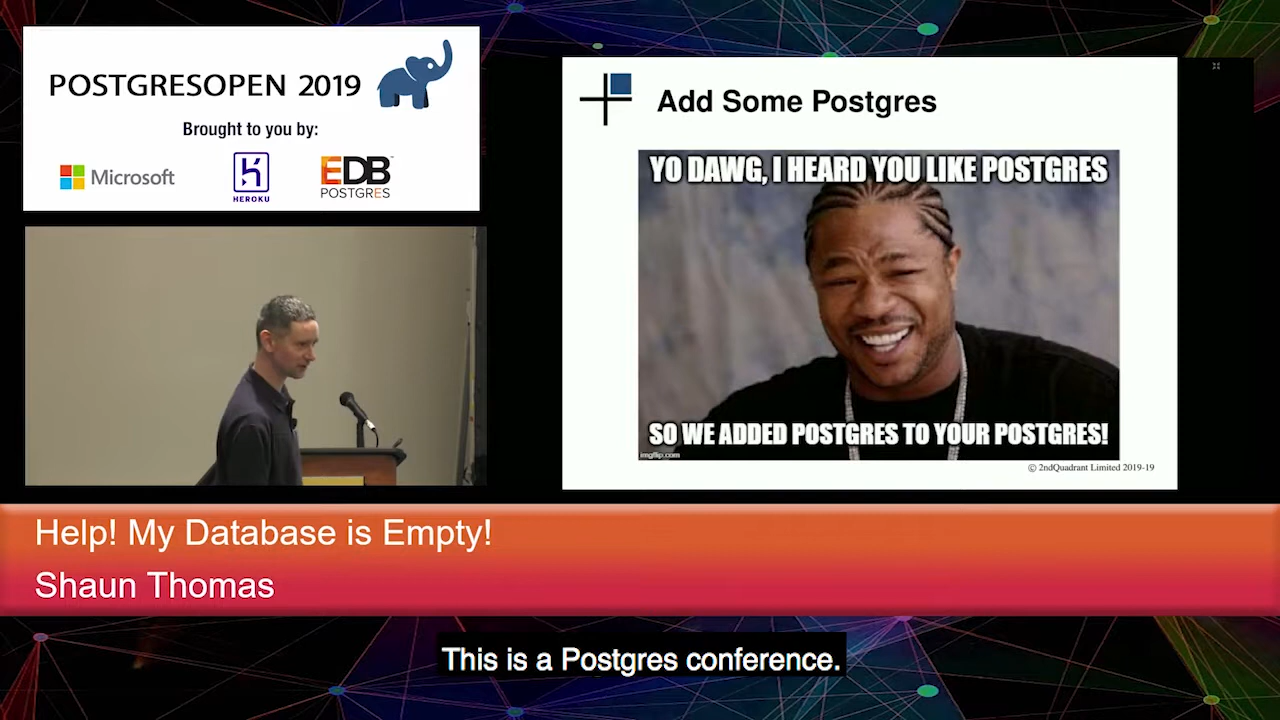 POSTGRESOPEN 2019
Brought to you by:
Microsoft
HEROKU
EDB
POSTGRES
Add Some Postgres
YO DAWG, I HEARD YOU LIKE POSTGRES
SO WE ADDED POSTGRES TO YOUR POSTGRES!
imgflip.com
© 2ndQuadrant Limited 2019-19
Help! My Database is Empty!
Shaun Thomas
This is a Postgres conference.